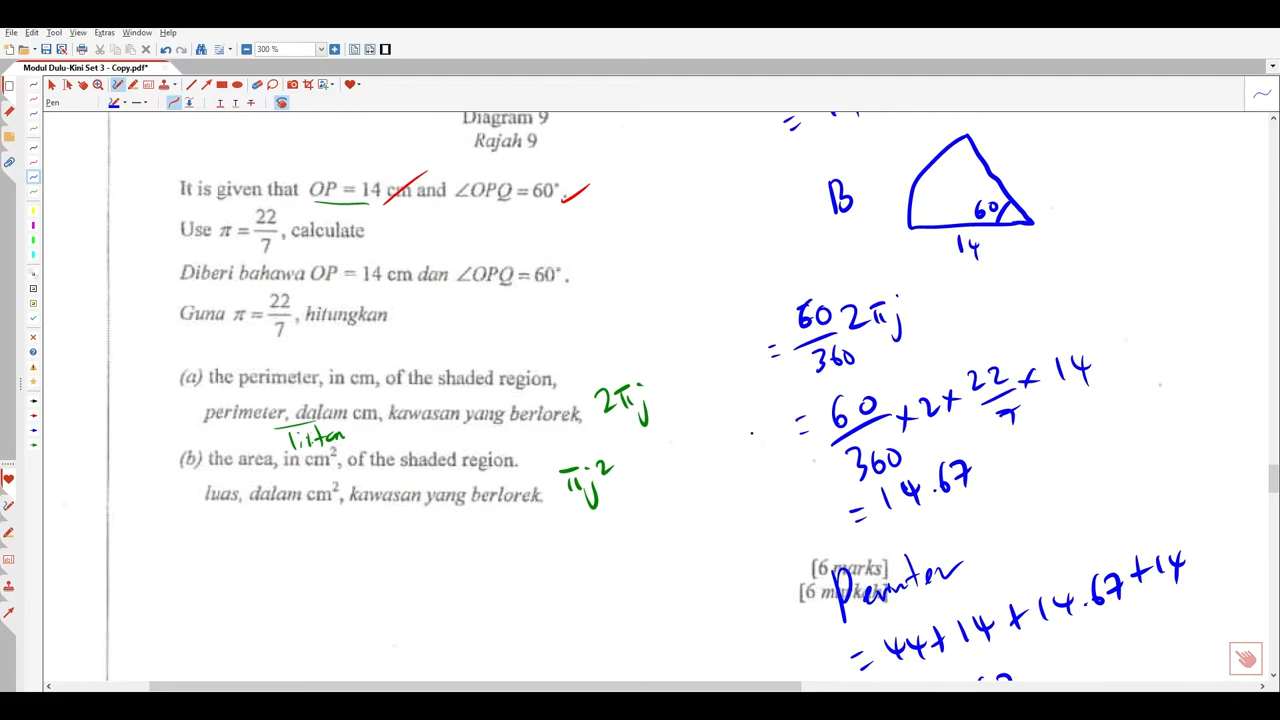 File Edit Tool View Extras Window Help
300 %
Modul Dulu-Kini Set 3 - Copy.pdf*
Pen
Diagram 9
Rajah 9
It is given that OP = 14 cm and ∠OPQ = 60°.
Use π = 22/7, calculate
Diberi bahawa OP = 14 cm dan ∠OPQ = 60°.
Guna π = 22/7, hitungkan
(a) the perimeter, in cm, of the shaded region,
perimeter, dalam cm, kawasan yang berlorek, 2πj
(b) the area, in cm², of the shaded region.
luas, dalam cm², kawasan yang berlorek. πj²
[6 marks]
B
60
14
= 60/360 2πj
= 60/360 × 2 × 22/7 × 14
= 14.67
= 44 + 14 + 14.67 + 14